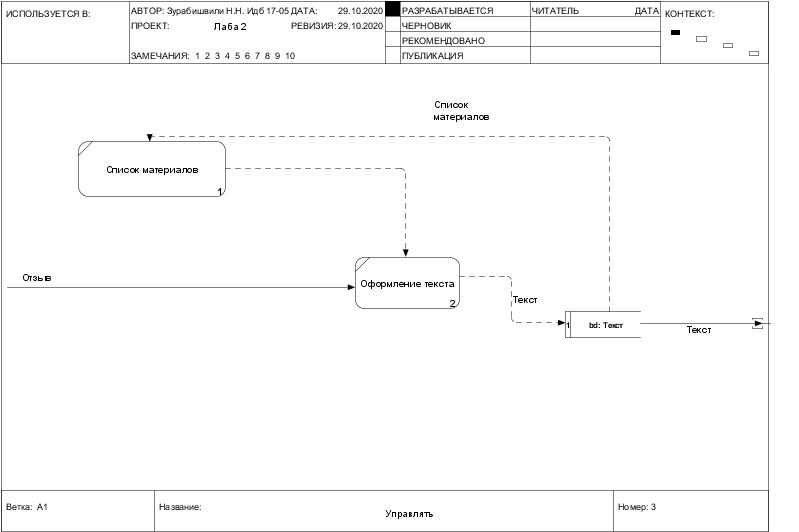 ИСПОЛЬЗУЕТСЯ В:
АВТОР: Зурабишвили Н.Н. Идб 17-05 ДАТА: 29.10.2020
РАЗРАБАТЫВАЕТСЯ
ЧИТАТЕЛЬ ДАТА
КОНТЕКСТ:
ПРОЕКТ: Лаба 2 РЕВИЗИЯ: 29.10.2020
ЧЕРНОВИК
РЕКОМЕНДОВАНО
ЗАМЕЧАНИЯ: 1 2 3 4 5 6 7 8 9 10
ПУБЛИКАЦИЯ
Список
материалов
Список материалов
1
Отзыв
Оформление текста
2
Текст
1
bd: Текст
Текст
Ветка: A1
Название:
Управлять
Номер: 3